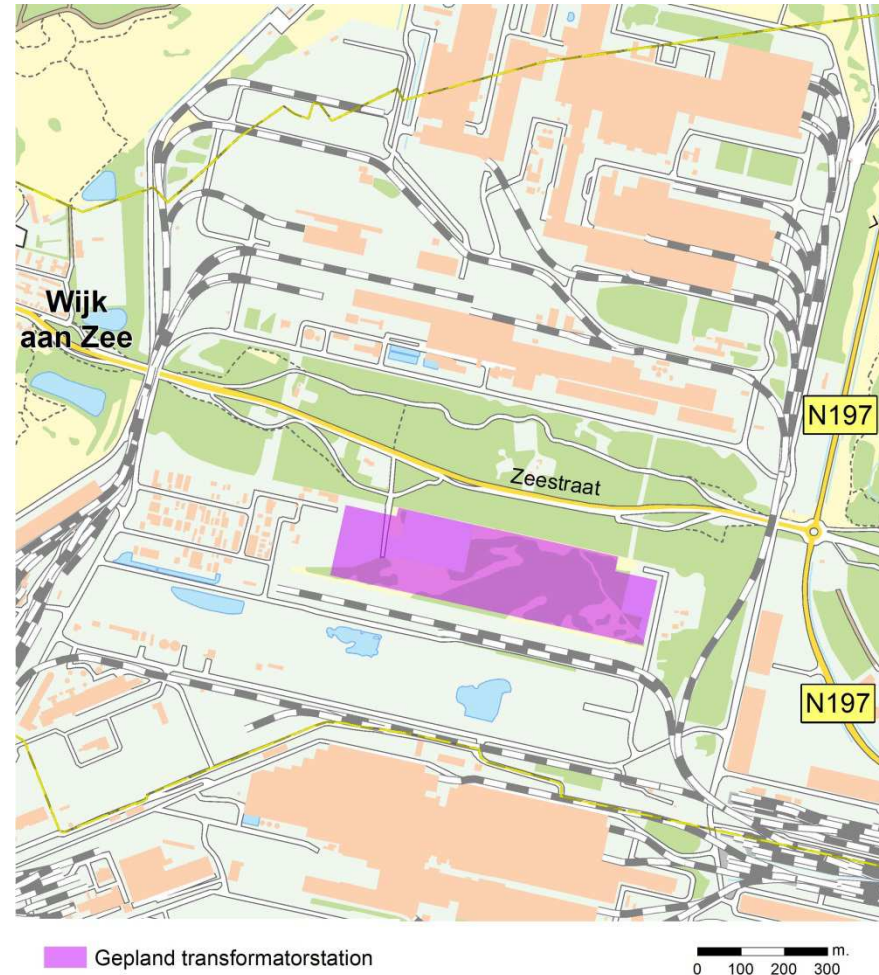 Wijk
aan Zee
N197
Zeestraat
N197
Gepland transformatorstation
m.
0 100 200 300